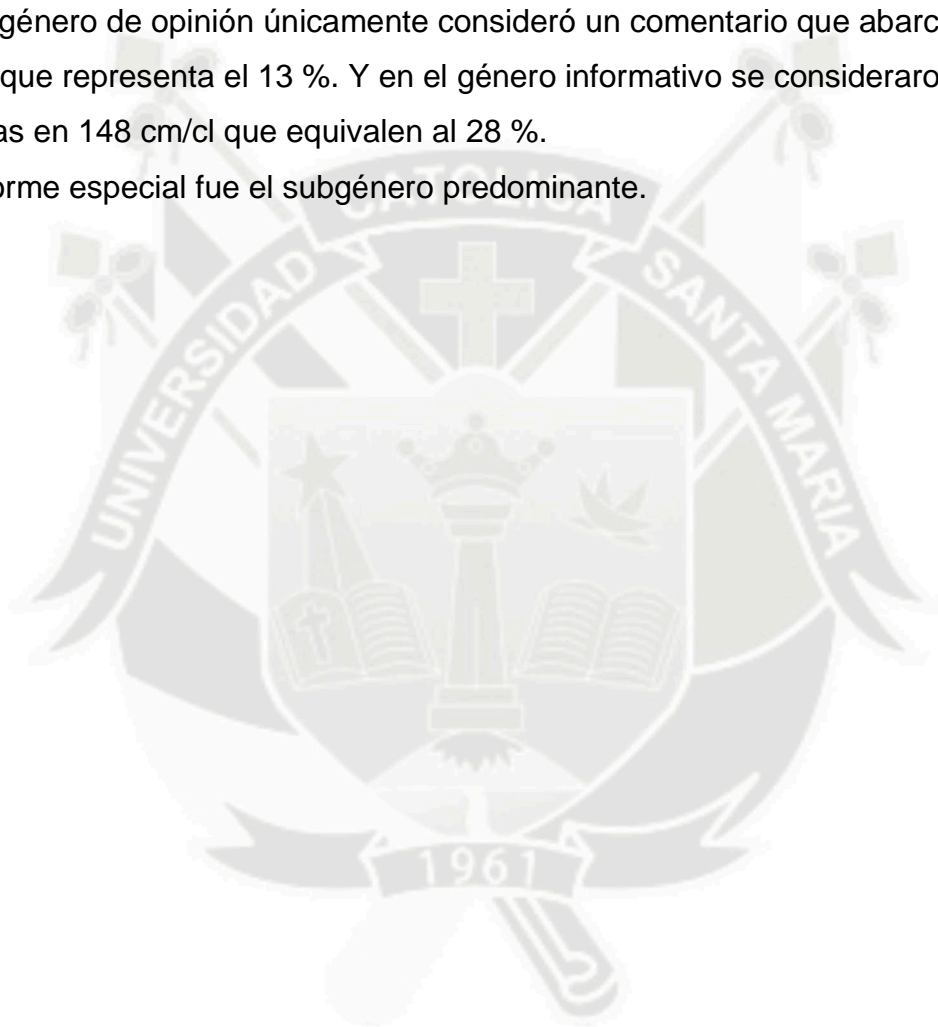 género de opinión únicamente consideró un comentario que abarc
que representa el 13 %. Y en el género informativo se consideraro
as en 148 cm/cl que equivalen al 28 %.
orme especial fue el subgénero predominante.
UNIVERSIDAD CATOLICA SANTA MARIA
1961